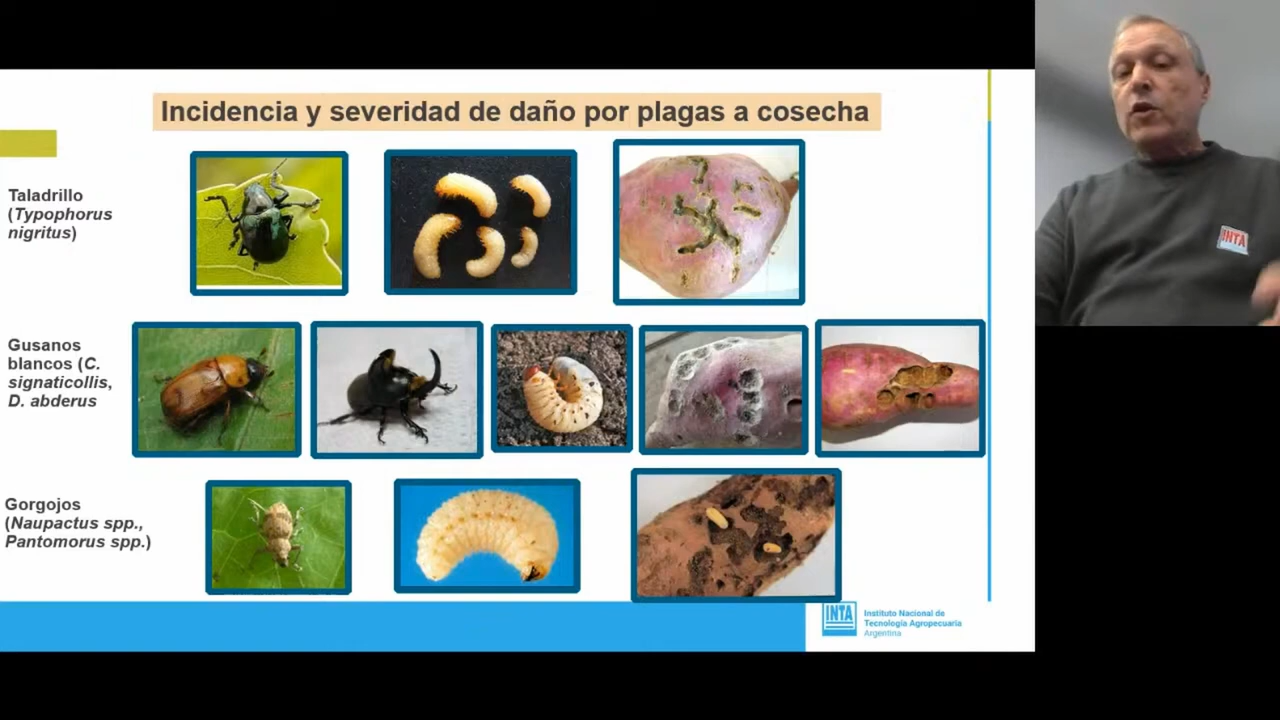 Incidencia y severidad de daño por plagas a cosecha
Taladrillo
(Typophorus
nigritus)
Gusanos
blancos (C.
signaticollis,
D. abderus
Gorgojos
(Naupactus spp.,
Pantomorus spp.)
INTA
Instituto Nacional de
Tecnología Agropecuaria
Argentina
INTA